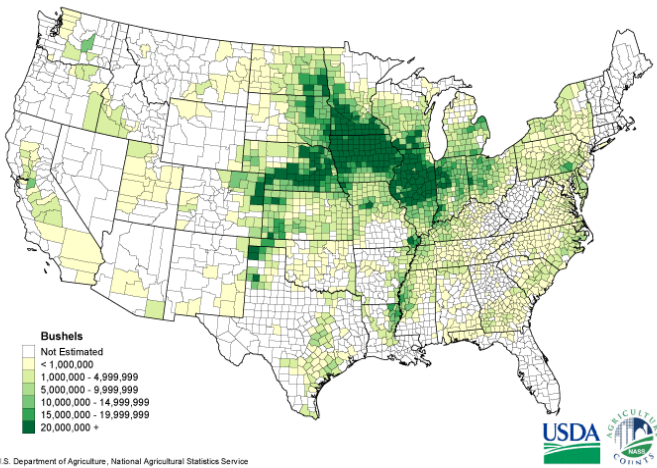 Bushels
Not Estimated
< 1,000,000
1,000,000 - 4,999,999
5,000,000 - 9,999,999
10,000,000 - 14,999,999
15,000,000 - 19,999,999
20,000,000 +
USDA
AGRICULTURE
NASS
COUNTS
.S. Department of Agriculture, National Agricultural Statistics Service